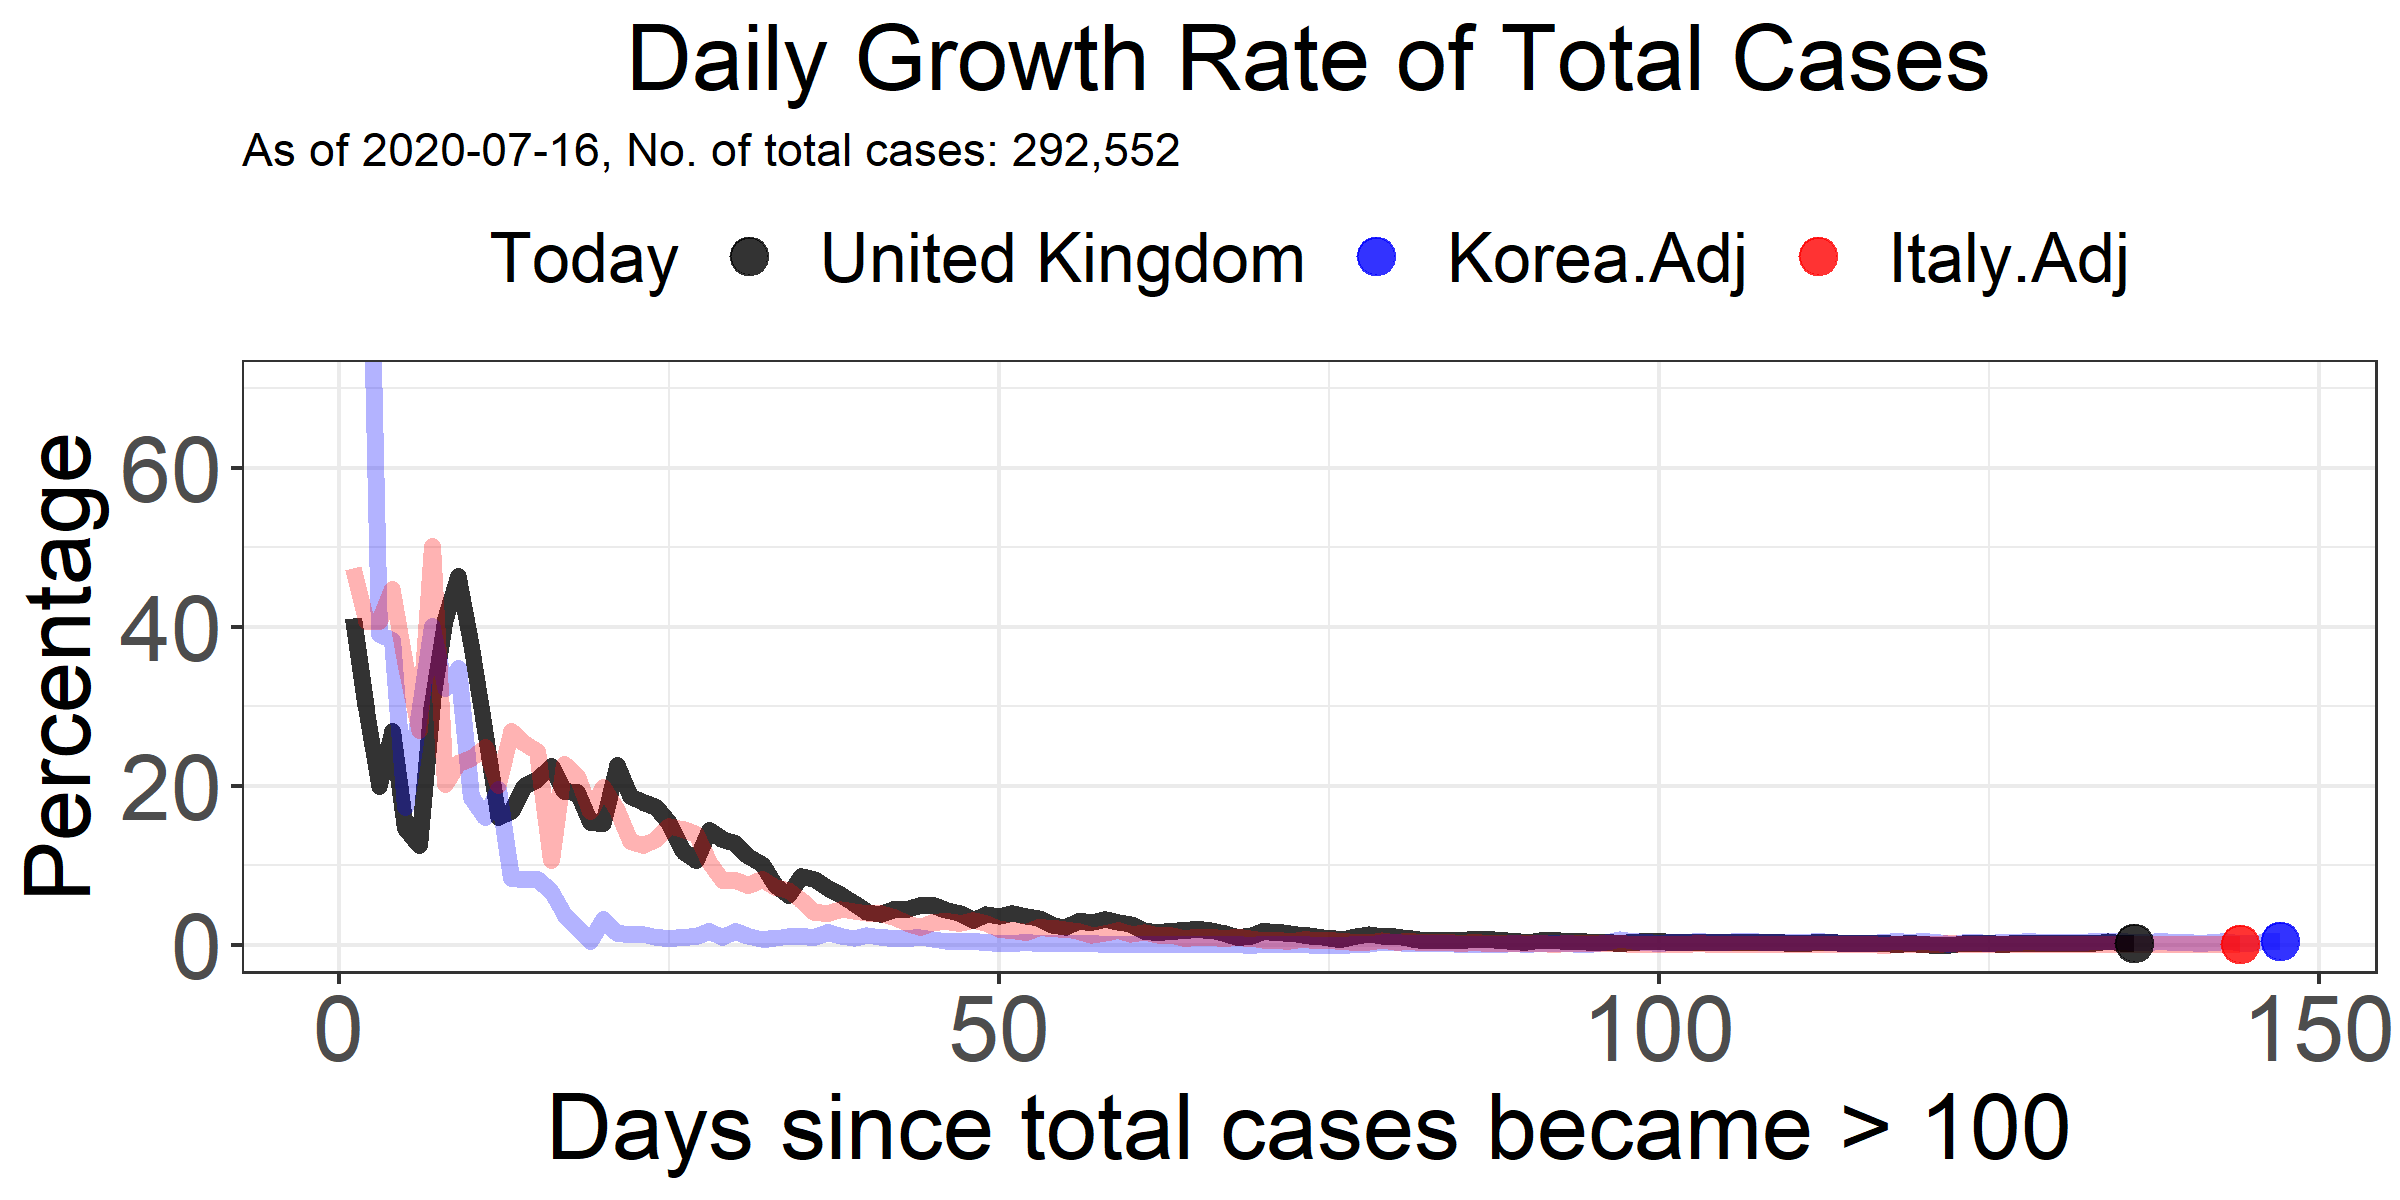 Daily Growth Rate of Total Cases
As of 2020-07-16, No. of total cases: 292,552
Today United Kingdom Korea.Adj Italy.Adj
Percentage
60
40
20
0
0 50 100 150
Days since total cases became > 100